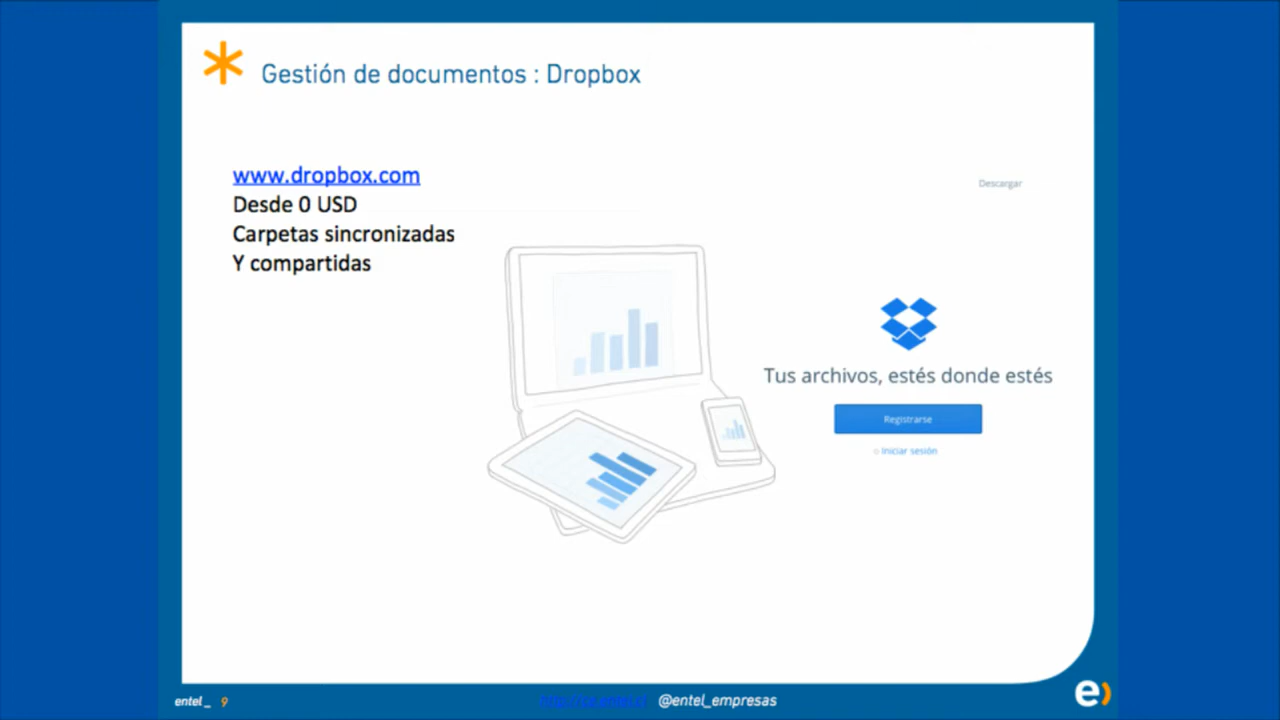 Gestión de documentos : Dropbox
www.dropbox.com
Desde 0 USD
Carpetas sincronizadas
Y compartidas
Descargar
Tus archivos, estés donde estés
Registrarse
o Iniciar sesión
entel_ 9
@entel_empresas
e)